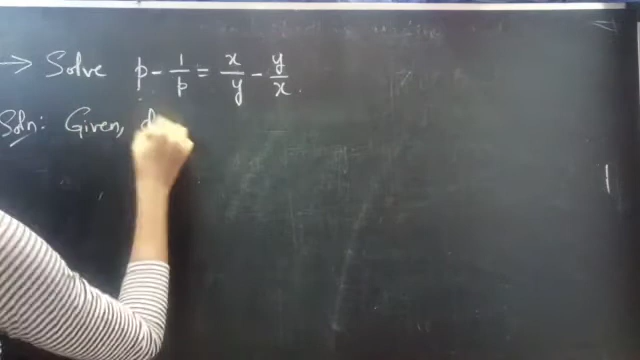 → Solve p - 1/p = x/y - y/x.
Soln: Given,